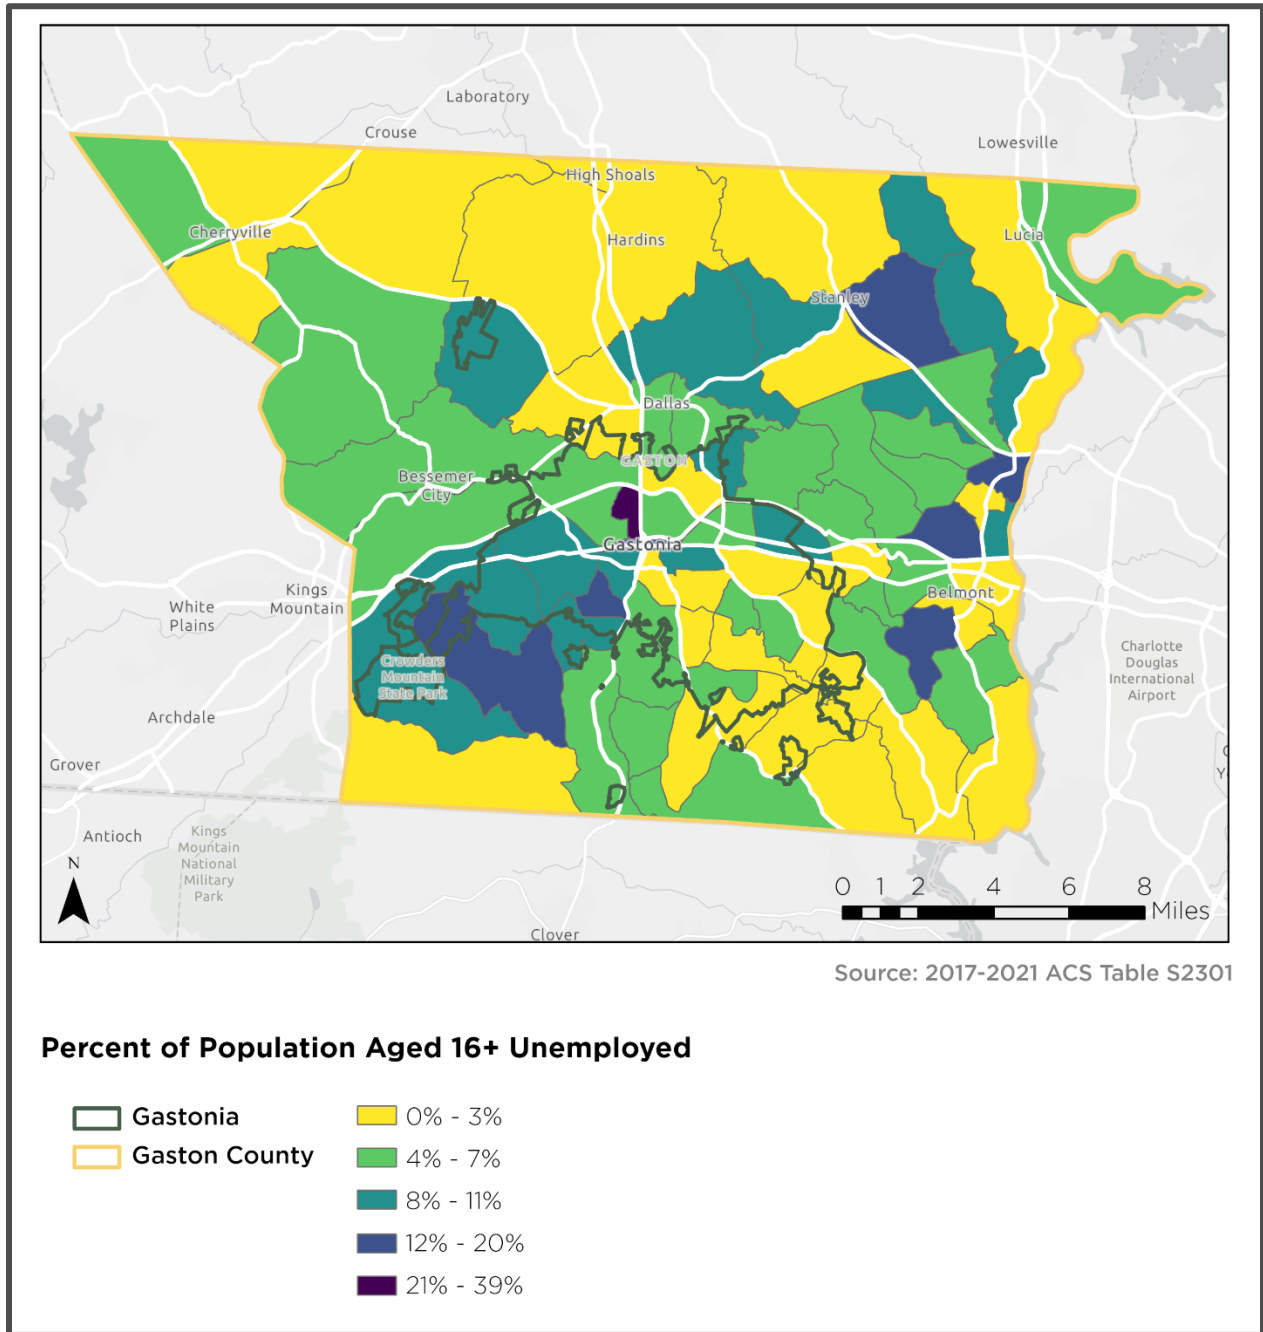 Laboratory
Crouse
Lowesville
High Shoals
Cherryville
Hardins
Lucia
Stanley
Dallas
GASTON
Bessemer
City
Gastonia
Kings
Mountain
White
Plains
Belmont
Crowders
Mountain
State Park
Charlotte
Douglas
International
Airport
Archdale
Grover
Antioch
Kings
Mountain
National
Military
Park
N
0 1 2 4 6 8
Miles
Clover
Source: 2017-2021 ACS Table S2301
Percent of Population Aged 16+ Unemployed
Gastonia
Gaston County
0% - 3%
4% - 7%
8% - 11%
12% - 20%
21% - 39%